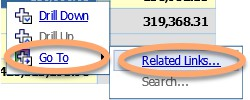 Drill Down
319,368.31
Drill Up
Go To
Related Links...
Search...